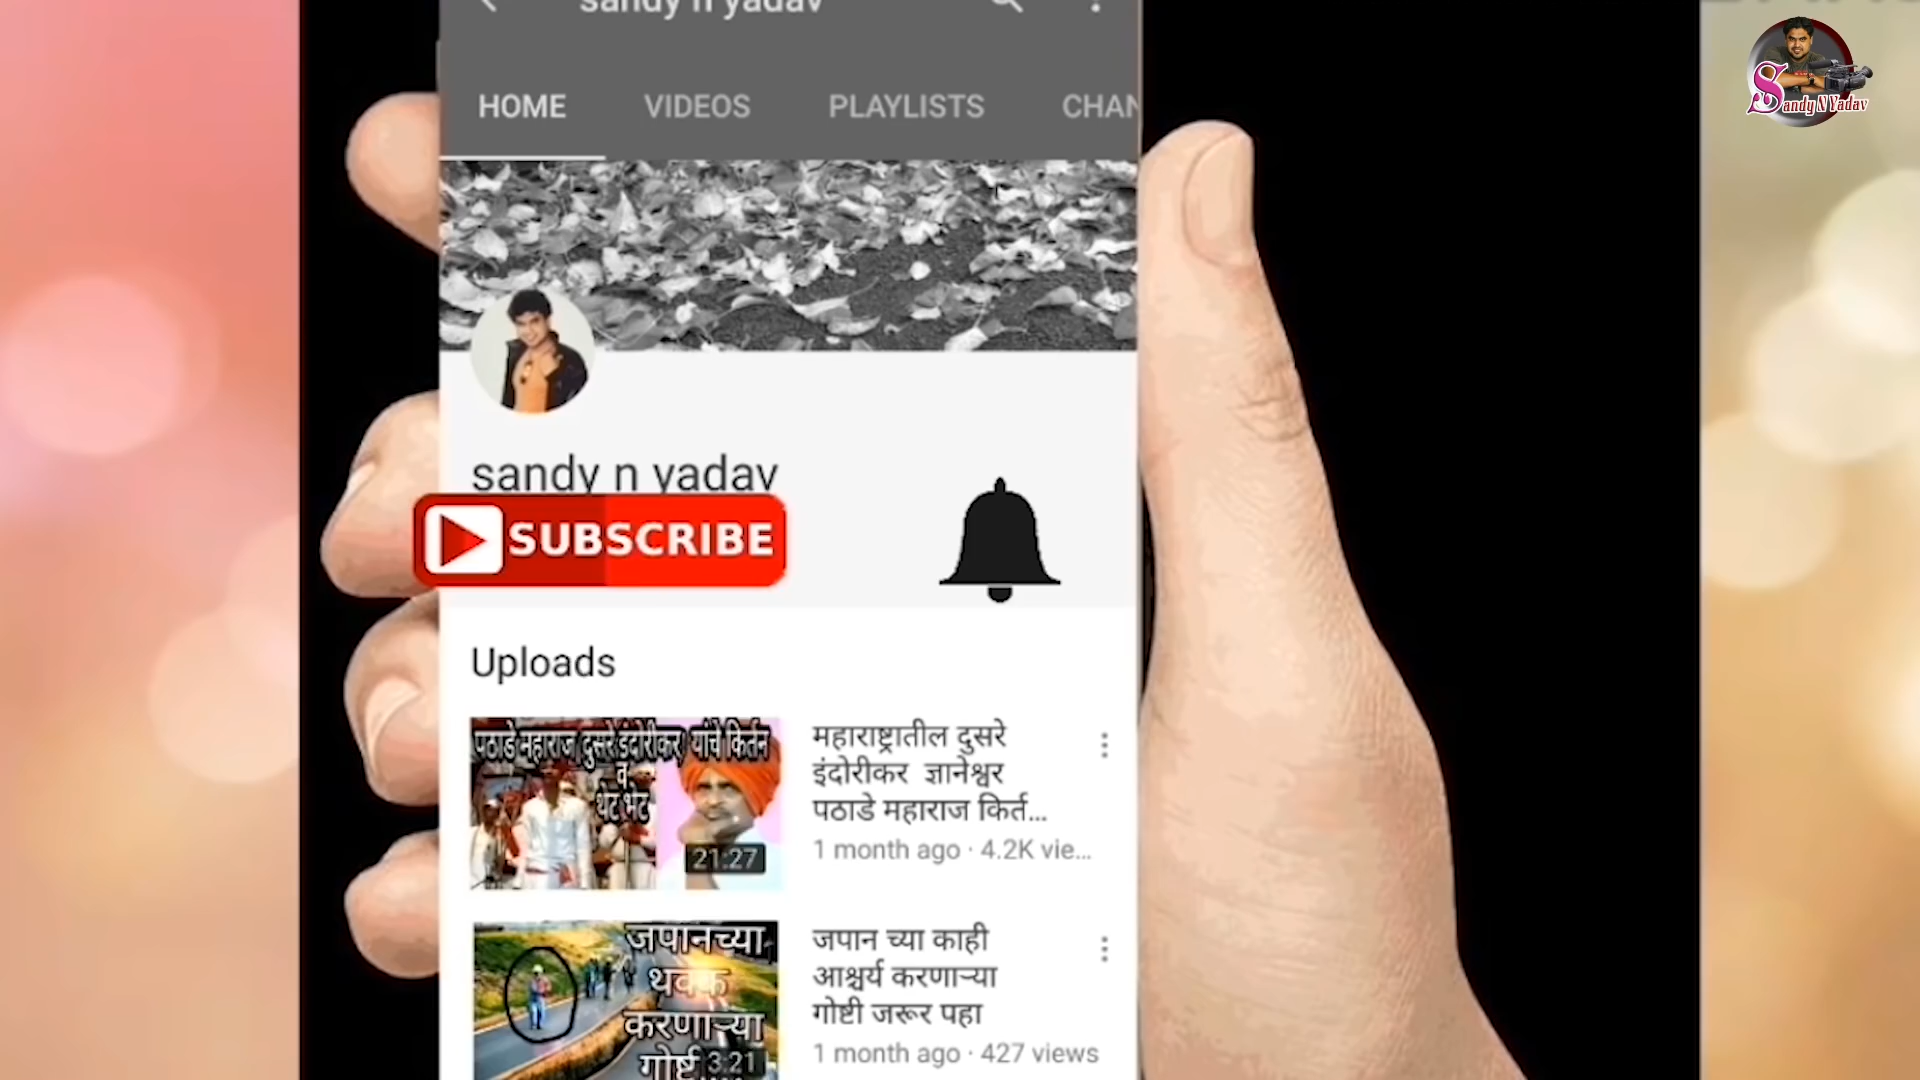 sandy n yadav
Sandy N Yadav
HOME VIDEOS PLAYLISTS CHAN
sandy n yadav
SUBSCRIBE
Uploads
पठाडे महाराज दुसरे इंदोरीकर यांचे किर्तन
व
थेट भेट
21:27
महाराष्ट्रातील दुसरे
इंदोरीकर ज्ञानेश्वर
पठाडे महाराज किर्त...
1 month ago · 4.2K vie...
जपानच्या
थक्क
करणाऱ्या
गोष्टी
3:21
जपान च्या काही
आश्चर्य करणाऱ्या
गोष्टी जरूर पहा
1 month ago · 427 views